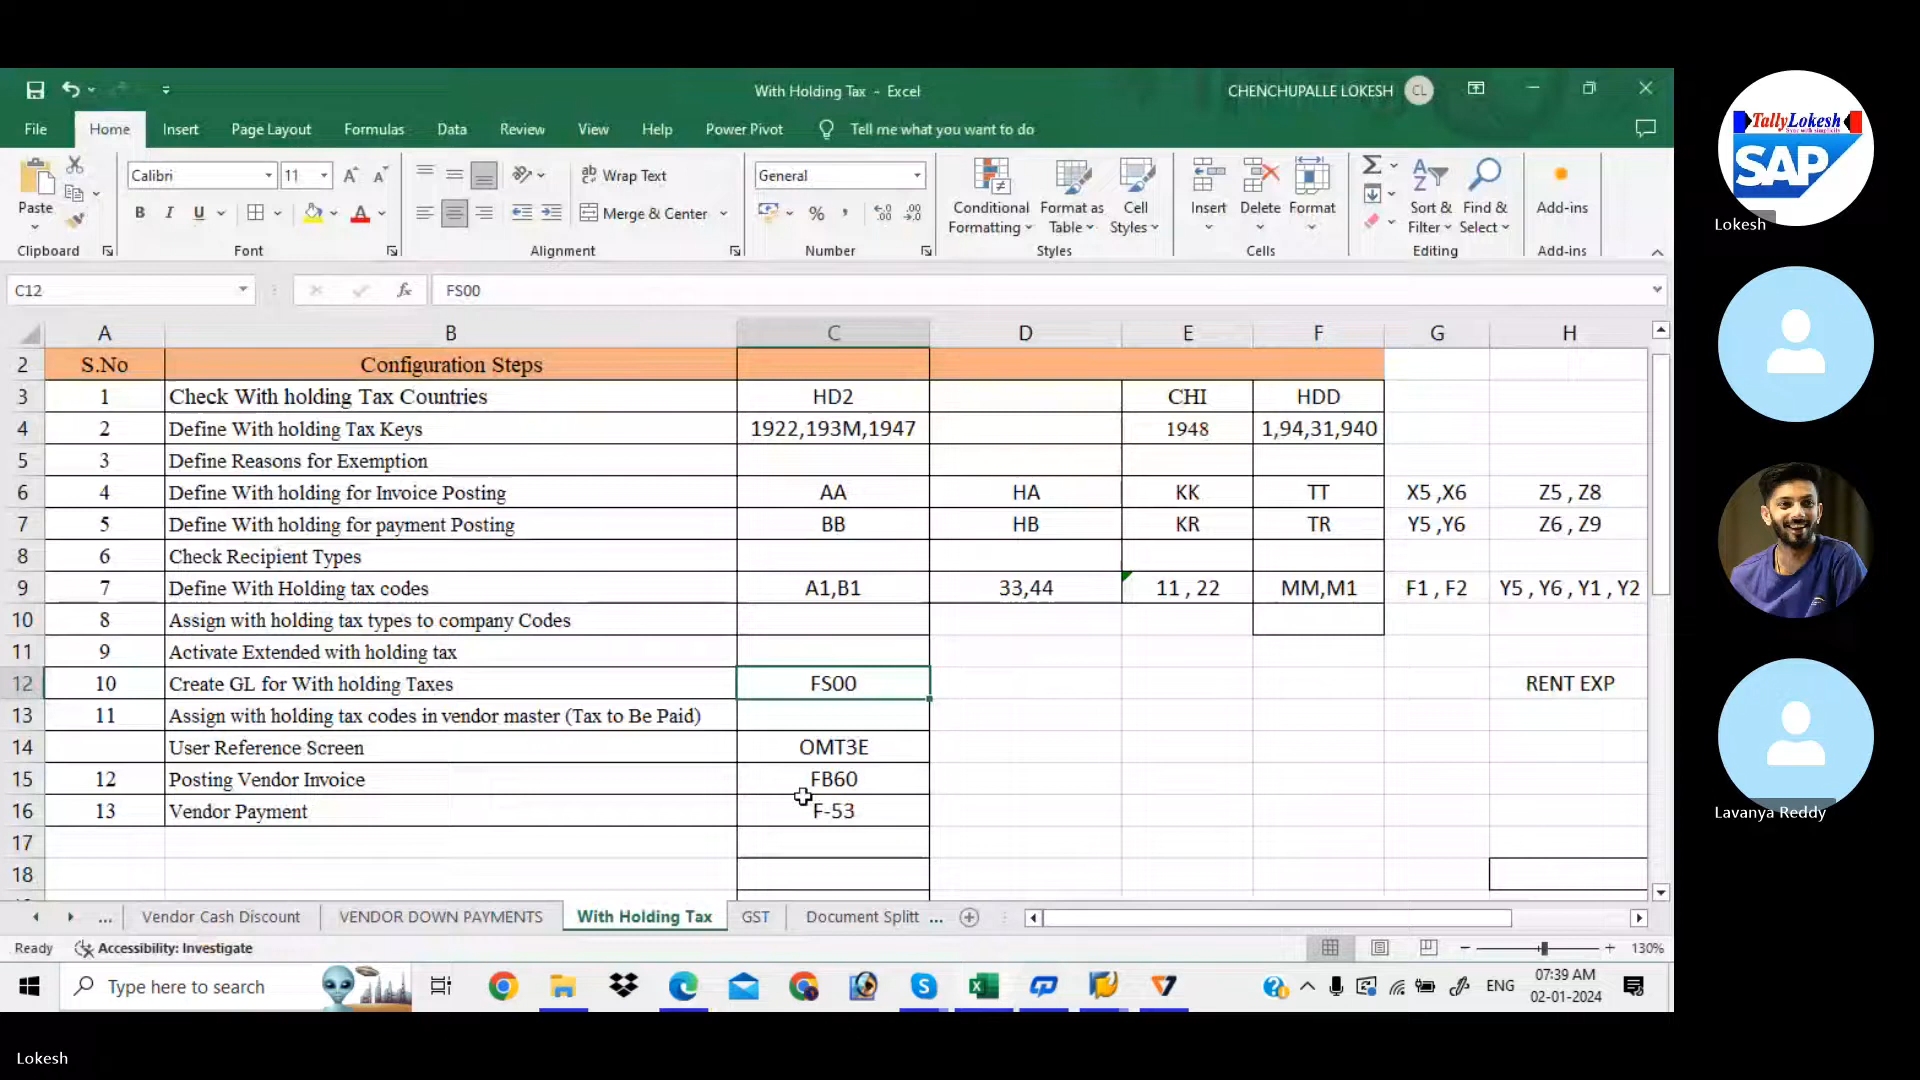 With Holding Tax - Excel
CHENCHUPALLE LOKESH
CL
File Home Insert Page Layout Formulas Data Review View Help Power Pivot Tell me what you want to do
Paste
Clipboard
Calibri 11
B I U
Font
ab Wrap Text
Merge & Center
Alignment
General
%
Number
Conditional Formatting
Format as Table
Cell Styles
Styles
Insert Delete Format
Cells
Sort & Filter
Find & Select
Editing
Add-ins
Add-ins
C12 fx FS00
A B C D E F G H
2 S.No Configuration Steps
3 1 Check With holding Tax Countries HD2 CHI HDD
4 2 Define With holding Tax Keys 1922,193M,1947 1948 1,94,31,940
5 3 Define Reasons for Exemption
6 4 Define With holding for Invoice Posting AA HA KK TT X5 ,X6 Z5 , Z8
7 5 Define With holding for payment Posting BB HB KR TR Y5 ,Y6 Z6 , Z9
8 6 Check Recipient Types
9 7 Define With Holding tax codes A1,B1 33,44 11 , 22 MM,M1 F1 , F2 Y5 , Y6 , Y1 , Y2
10 8 Assign with holding tax types to company Codes
11 9 Activate Extended with holding tax
12 10 Create GL for With holding Taxes FS00 RENT EXP
13 11 Assign with holding tax codes in vendor master (Tax to Be Paid)
14 User Reference Screen OMT3E
15 12 Posting Vendor Invoice FB60
16 13 Vendor Payment F-53
17
18
... Vendor Cash Discount VENDOR DOWN PAYMENTS With Holding Tax GST Document Splitt ...
Ready Accessibility: Investigate 130%
Type here to search
ENG
07:39 AM
02-01-2024
TallyLokesh
SAP
Lokesh
Lavanya Reddy
Lokesh